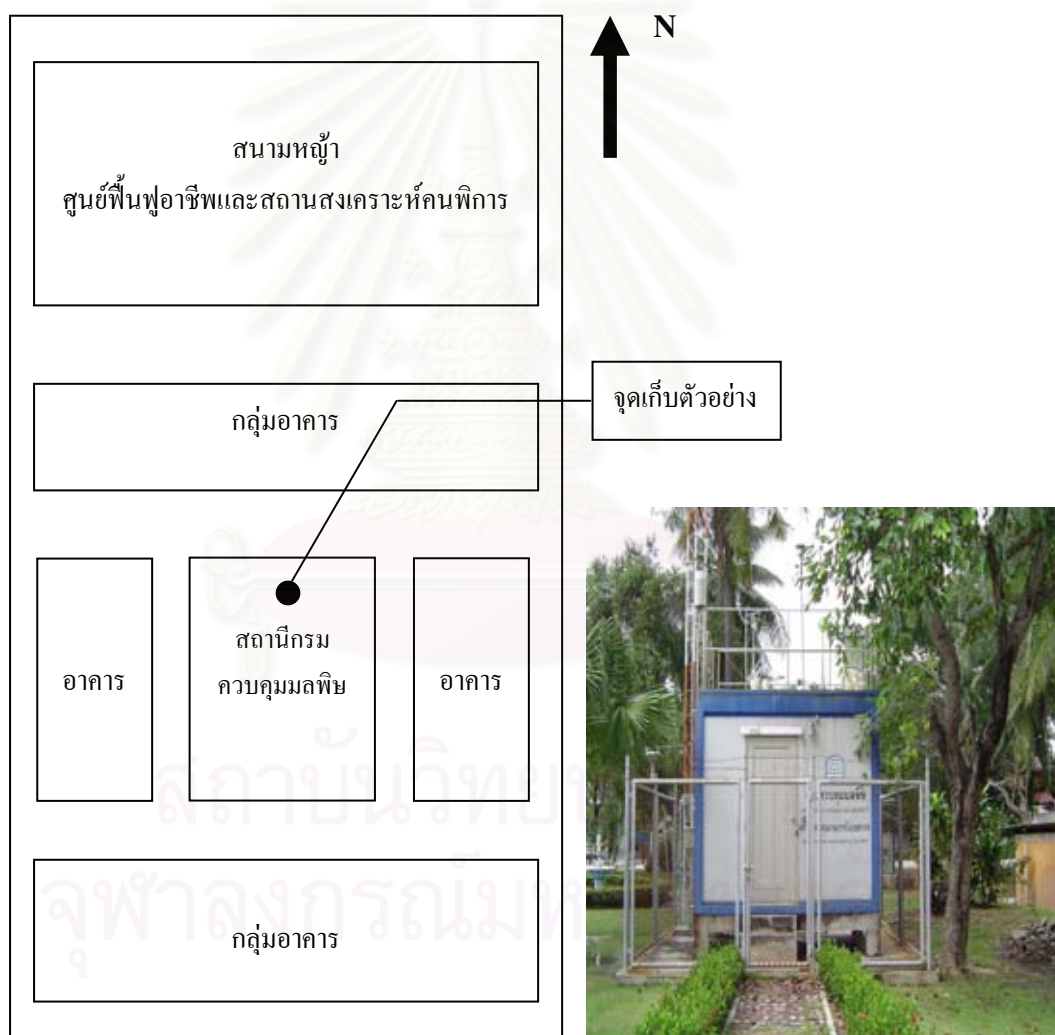 N
สนามหญ้า
ศูนย์ฟื้นฟูอาชีพและสถานสงเคราะห์คนพิการ
จุดเก็บตัวอย่าง
กลุ่มอาคาร
อาคาร
สถานีกรม
ควบคุมมลพิษ
อาคาร
กลุ่มอาคาร